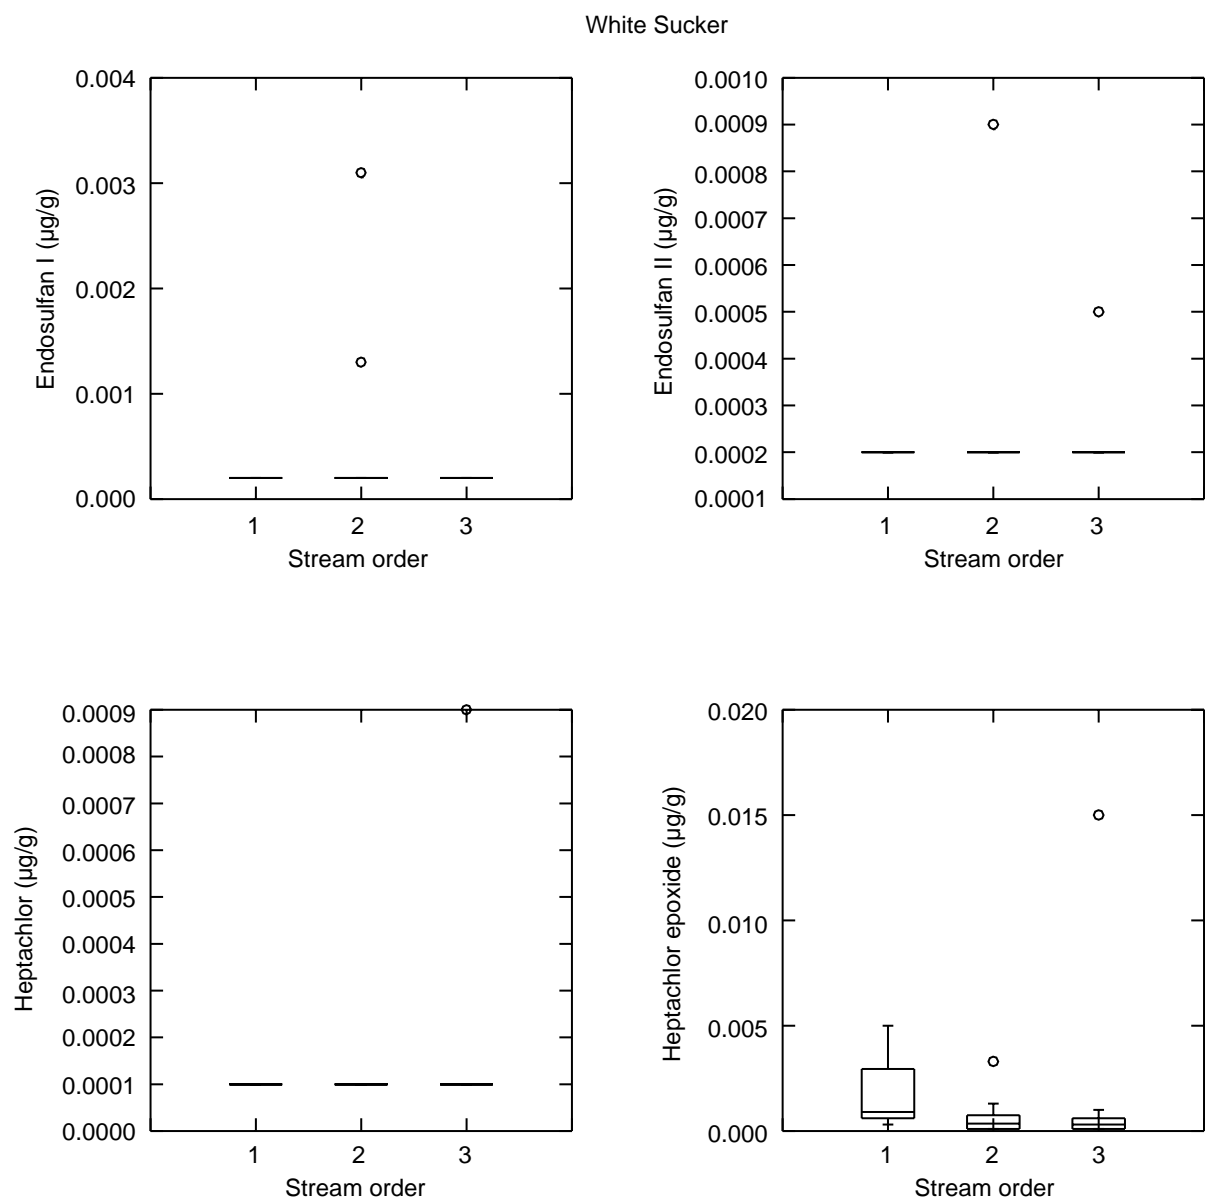 White Sucker
Endosulfan I (µg/g)
0.004
0.003
0.002
0.001
0.000
1 2 3
Stream order
Endosulfan II (µg/g)
0.0010
0.0009
0.0008
0.0007
0.0006
0.0005
0.0004
0.0003
0.0002
0.0001
1 2 3
Stream order
Heptachlor (µg/g)
0.0009
0.0008
0.0007
0.0006
0.0005
0.0004
0.0003
0.0002
0.0001
0.0000
1 2 3
Stream order
Heptachlor epoxide (µg/g)
0.020
0.015
0.010
0.005
0.000
1 2 3
Stream order